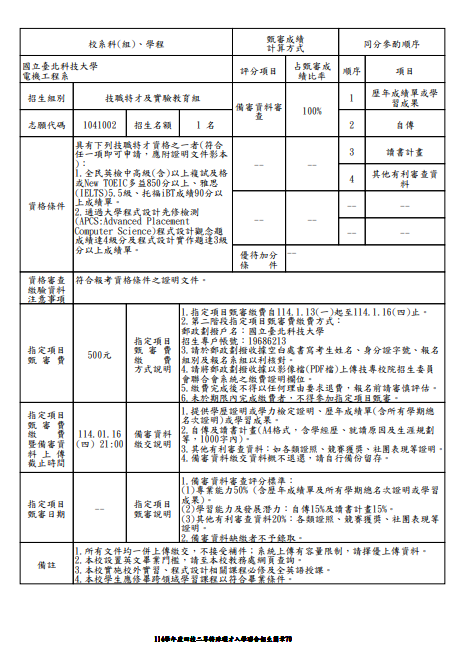 校系科(組)、學程
甄審成績
計算方式
同分參酌順序
國立臺北科技大學
電機工程系
評分項目
占甄審成
績比率
順序
項目
招生組別
技職特才及實驗教育組
備審資料審
查
100%
1
歷年成績單或學
習成果
志願代碼
1041002
招生名額
1 名
2
自傳
資格條件
具有下列技職特才資格之一者(符合
任一項即可申請，應附證明文件影本
)：
1.全民英檢中高級(含)以上複試及格
或New TOEIC多益850分以上、雅思
(IELTS)5.5級、托福iBT成績90分以
上成績單。
2.通過大學程式設計先修檢測
(APCS:Advanced Placement
Computer Science)程式設計觀念題
成績達4級分及程式設計實作題達3級
分以上成績單。
--
--
3
讀書計畫
4
其他有利審查資
料
--
--
--
--
--
--
優待加分
條　件
--
資格審查
繳驗資料
注意事項
符合報考資格條件之證明文件。
指定項目
甄 審 費
500元
指定項目
甄 審 費
繳 費
方式說明
1.指定項目甄審繳費自114.1.13(一)起至114.1.16(四)止。
2.第二階段指定項目甄審費繳費方式：
郵政劃撥戶名：國立臺北科技大學
招生專戶帳號：19686213
3.請於郵政劃撥收據空白處書寫考生姓名、身分證字號、報名
組別及報名系組以利核對。
4.請將郵政劃撥收據以影像檔(PDF檔)上傳技專校院招生委員
會聯合會系統之繳費證明欄位。
5.繳費完成後不得以任何理由要求退費，報名前請審慎評估。
6.未於期限內完成繳費者，不得參加指定項目甄審。
指定項目
甄 審 費
繳 費
暨備審資
料 上 傳
截止時間
114.01.16
(四) 21:00
備審資料
繳交說明
1.提供學歷證明或學力檢定證明、歷年成績單(含所有學期總
名次證明)或學習成果。
2.自傳及讀書計畫(A4格式，含學經歷、就讀原因及生涯規劃
等，1000字內)。
3.其他有利審查資料：如各類證照、競賽獲獎、社團表現等證明。
4.備審資料繳交資料概不退還，請自行備份留存。
指定項目
甄審日期
--
指定項目
甄審說明
1.備審資料審查評分標準：
(1)專業能力50% (含歷年成績單及所有學期總名次證明或學習
成果)。
(2)學習能力及發展潛力：自傳15%及讀書計畫15%。
(3)其他有利審查資料20%：各類證照、競賽獲獎、社團表現等
證明。
2.備審資料缺繳者不予錄取。
備註
1.所有文件均一併上傳繳交，不接受補件；系統上傳有容量限制，請擇優上傳資料。
2.本校設置英文畢業門檻，請至本校教務處網頁查詢。
3.本校實施校外實習、程式設計相關課程必修及全英語授課。
4.本校學生應修畢跨領域學習課程以符合畢業條件。
114學年度四技二專特殊選才入學聯合招生簡章70